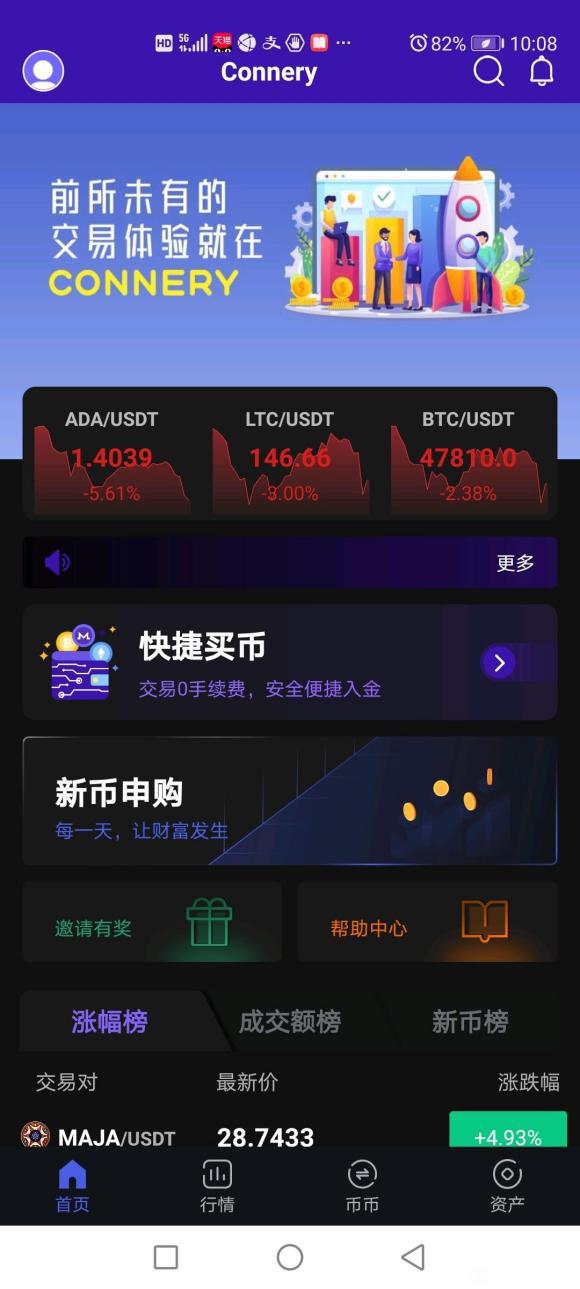 HD 5G 天猫 支 ··· 82% 10:08
Connery
前所未有的
交易体验就在
CONNERY
ADA/USDT LTC/USDT BTC/USDT
1.4039 146.66 47810.0
-5.61% -3.00% -2.38%
更多
快捷买币
交易0手续费，安全便捷入金
新币申购
每一天，让财富发生
邀请有奖 帮助中心
涨幅榜 成交额榜 新币榜
交易对 最新价 涨跌幅
MAJA/USDT 28.7433 +4.93%
首页 行情 币币 资产